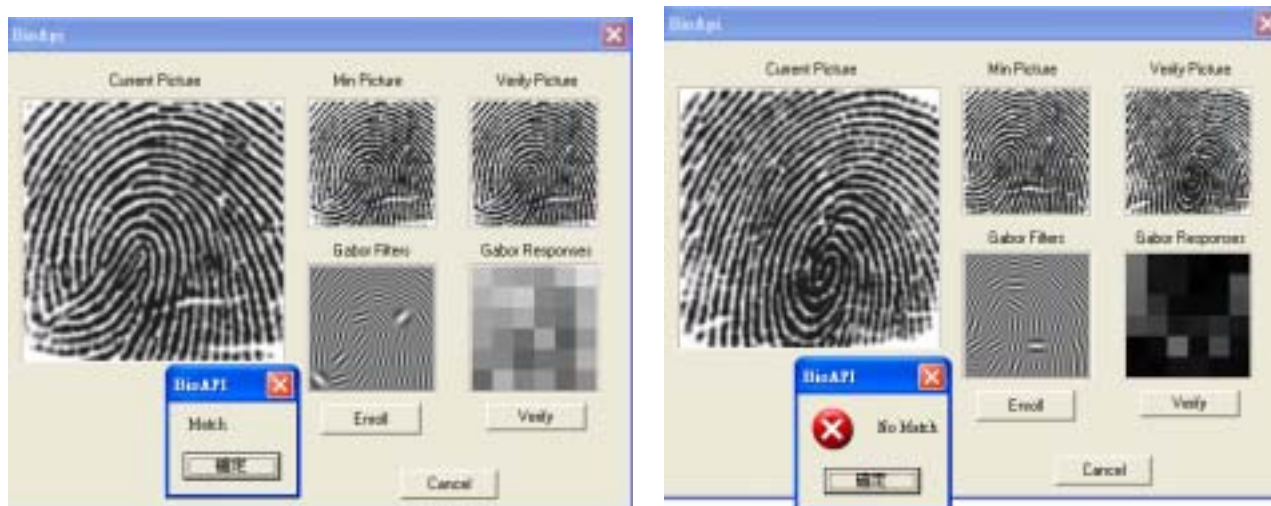 BioApi
Current Picture
Min Picture
Verify Picture
Gabor Filters
Gabor Responses
BioAPI
Match
確定
Enroll
Verify
Cancel
BioApi
Current Picture
Min Picture
Verify Picture
Gabor Filters
Gabor Responses
BioAPI
No Match
確定
Enroll
Verify
Cancel